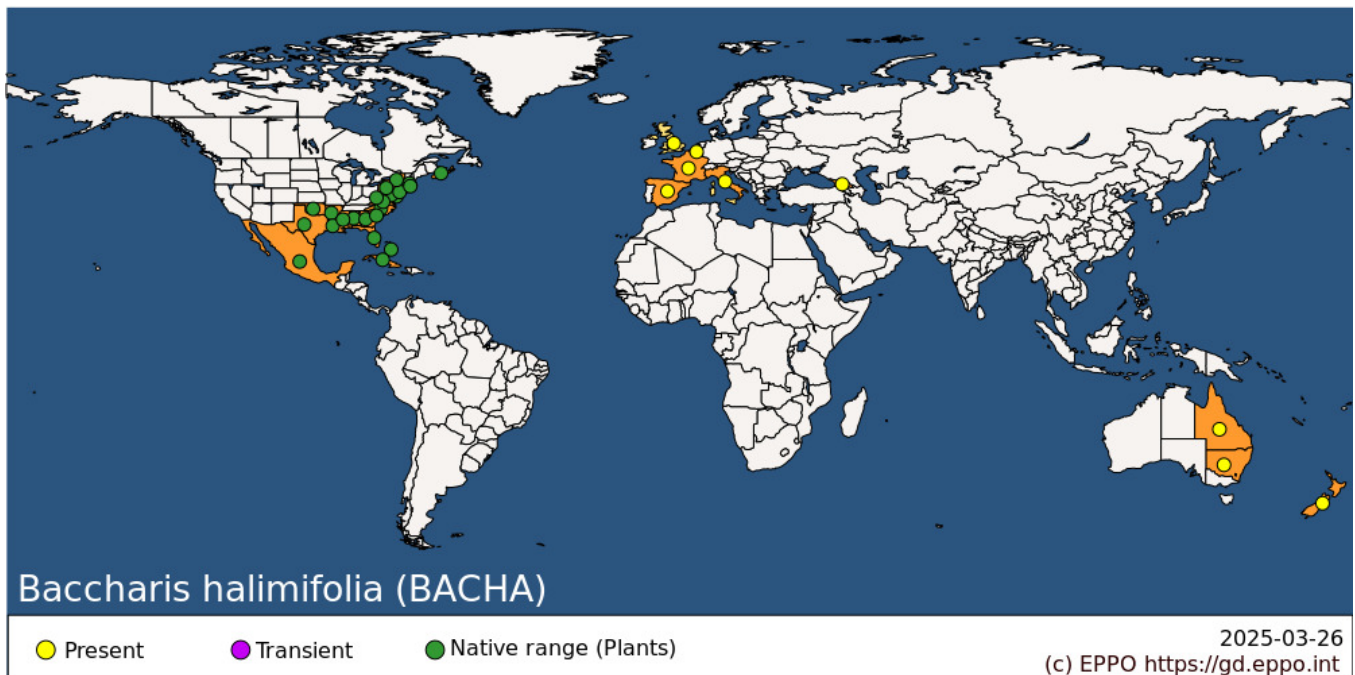 Baccharis halimifolia (BACHA)
Present
Transient
Native range (Plants)
2025-03-26
(c) EPPO https://gd.eppo.int